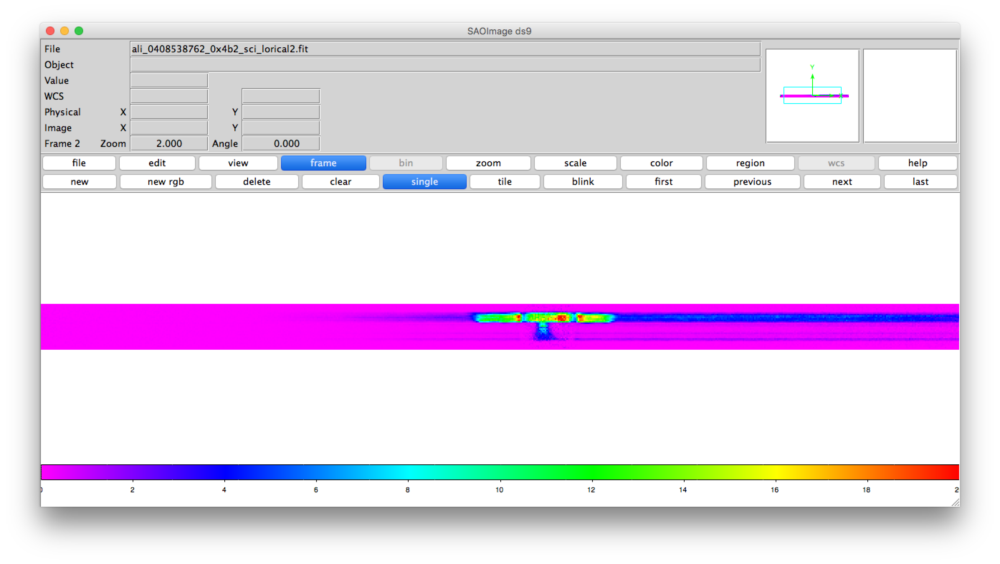 SAOImage ds9
File ali_0408538762_0x4b2_sci_lorical2.fit
Object
Value
WCS
Physical X Y
Image X Y
Frame 2 Zoom 2.000 Angle 0.000
Y
X
file edit view frame bin zoom scale color region wcs help
new new rgb delete clear single tile blink first previous next last
2 4 6 8 10 12 14 16 18 2